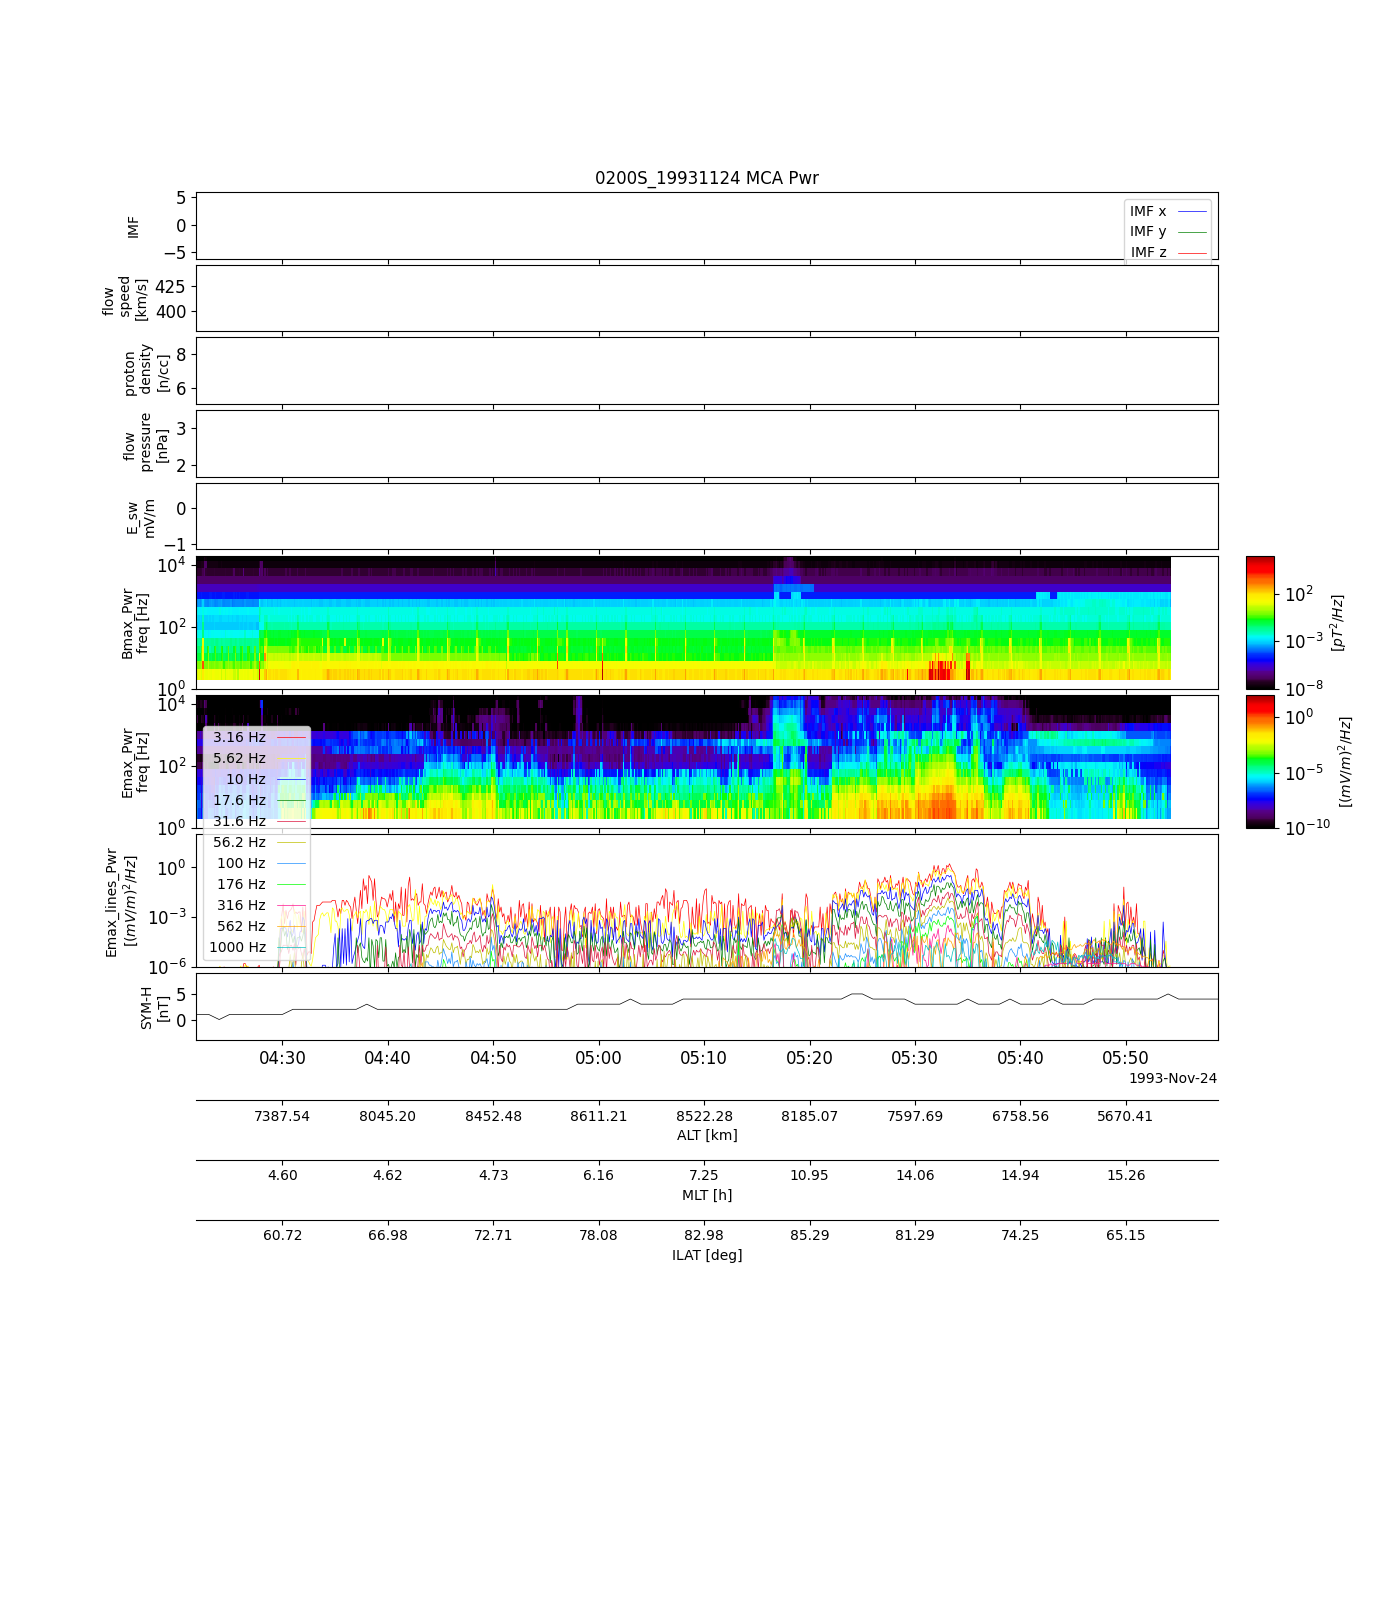 0200S_19931124 MCA Pwr
5
0
−5
IMF
IMF x
IMF y
IMF z
425
400
flow
speed
[km/s]
8
6
proton
density
[n/cc]
3
2
flow
pressure
[nPa]
0
−1
E_sw
mV/m
10^4
10^2
10^0
Bmax_Pwr
freq [Hz]
10^2
10^−3
10^−8
[pT^2/Hz]
10^4
10^2
10^0
Emax_Pwr
freq [Hz]
10^0
10^−5
10^−10
[(mV/m)^2/Hz]
3.16 Hz
5.62 Hz
10 Hz
17.6 Hz
31.6 Hz
56.2 Hz
100 Hz
176 Hz
316 Hz
562 Hz
1000 Hz
10^0
10^−3
10^−6
Emax_lines_Pwr
[(mV/m)^2/Hz]
5
0
SYM-H
[nT]
04:30 04:40 04:50 05:00 05:10 05:20 05:30 05:40 05:50
1993-Nov-24
7387.54 8045.20 8452.48 8611.21 8522.28 8185.07 7597.69 6758.56 5670.41
ALT [km]
4.60 4.62 4.73 6.16 7.25 10.95 14.06 14.94 15.26
MLT [h]
60.72 66.98 72.71 78.08 82.98 85.29 81.29 74.25 65.15
ILAT [deg]